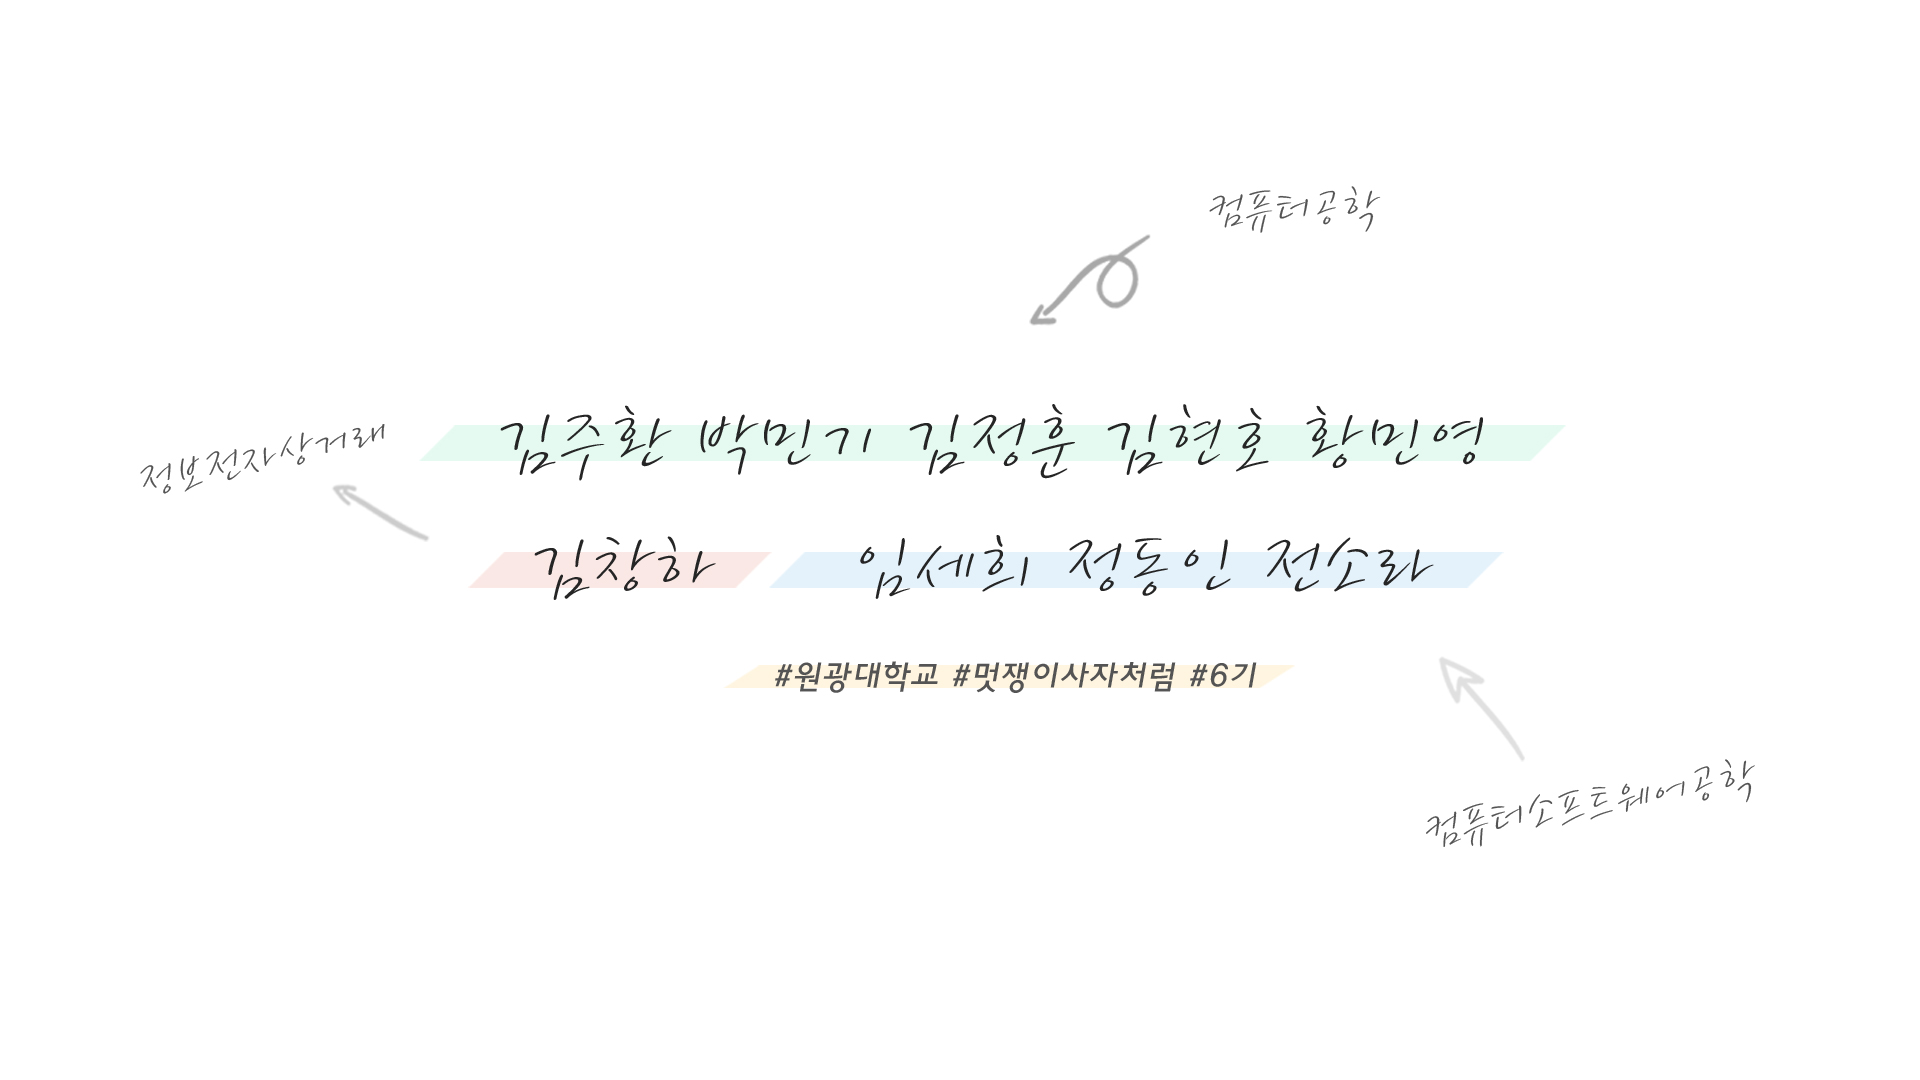 컴퓨터공학
정보전자상거래
김주환 박민기 김정훈 김현호 황민영
김창하 임세희 정동인 전소라
#원광대학교 #멋쟁이사자처럼 #6기
컴퓨터소프트웨어공학